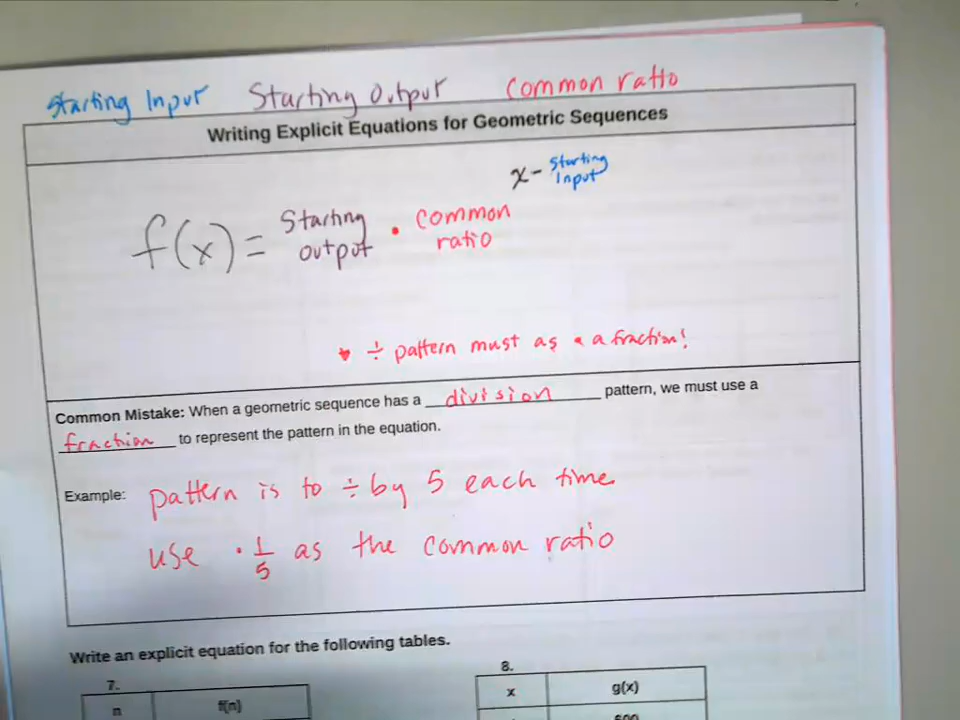 Starting Input Starting Output common ratio
Writing Explicit Equations for Geometric Sequences
x - Starting Input
f(x) = Starting output • common ratio
÷ pattern must as • a fraction!
Common Mistake: When a geometric sequence has a division pattern, we must use a
fraction to represent the pattern in the equation.
Example: pattern is to ÷ by 5 each time.
use • 1/5 as the common ratio
Write an explicit equation for the following tables.
7. 8.
n f(n) x g(x)
600